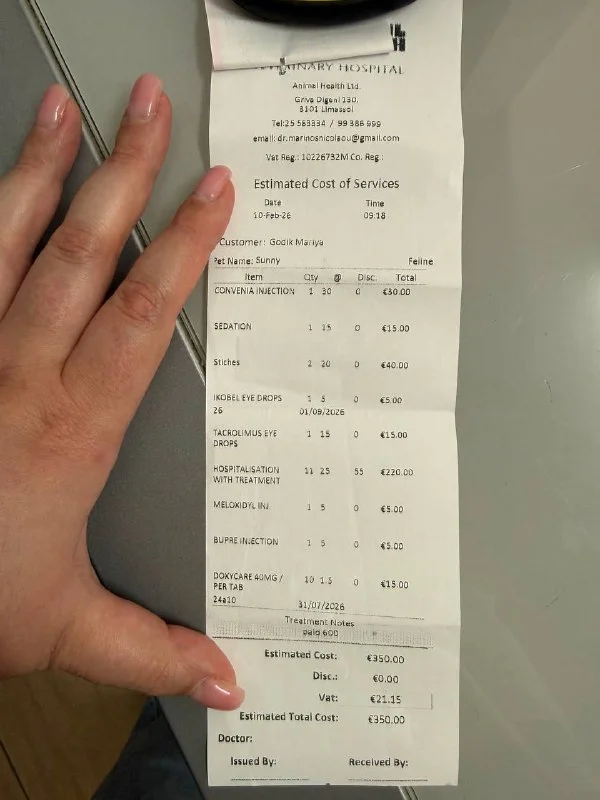 INARY HOSPITAL
Animal Health Ltd.
Griva Digeni 130,
3101 Limassol
Tel:25 583334 / 99 386 999
email: dr.marinosnicolaou@gmail.com
Vat Reg.: 10226732M Co. Reg.:
Estimated Cost of Services
Date Time
10-Feb-26 09:18
Customer: Godik Mariya
Pet Name: Sunny Feline
Item Qty @ Disc. Total
CONVENIA INJECTION 1 30 0 €30.00
SEDATION 1 15 0 €15.00
Stiches 2 20 0 €40.00
IKOBEL EYE DROPS 1 5 0 €5.00
26 01/09/2026
TACROLIMUS EYE 1 15 0 €15.00
DROPS
HOSPITALISATION 11 25 55 €220.00
WITH TREATMENT
MELOXIDYL INJ 1 5 0 €5.00
BUPRE INJECTION 1 5 0 €5.00
DOXYCARE 40MG / 10 1.5 0 €15.00
PER TAB
24a10 31/07/2026
Treatment Notes
paid 600
Estimated Cost: €350.00
Disc.: €0.00
Vat: €21.15
Estimated Total Cost: €350.00
Doctor:
Issued By: Received By: